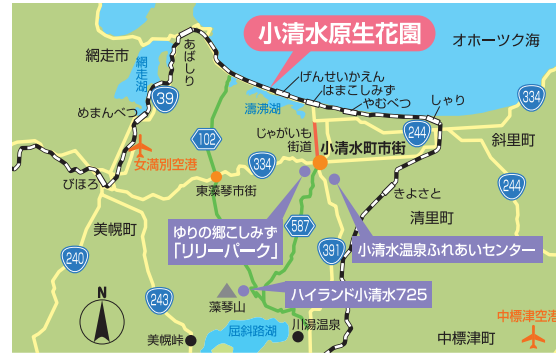 小清水原生花園
オホーツク海
網走市
あばしり
網走湖
めまんべつ
39
女満別空港
びほろ
美幌町
濤沸湖
げんせいかえん
はまこしみず
やむべつ
しゃり
334
斜里町
244
じゃがいも
街道
小清水町市街
102
334
東藻琴市街
244
きよさと
清里町
ゆりの郷こしみず
「リリーパーク」
587
小清水温泉ふれあいセンター
391
240
243
ハイランド小清水725
藻琴山
川湯温泉
屈斜路湖
美幌峠
N
中標津空港
中標津町